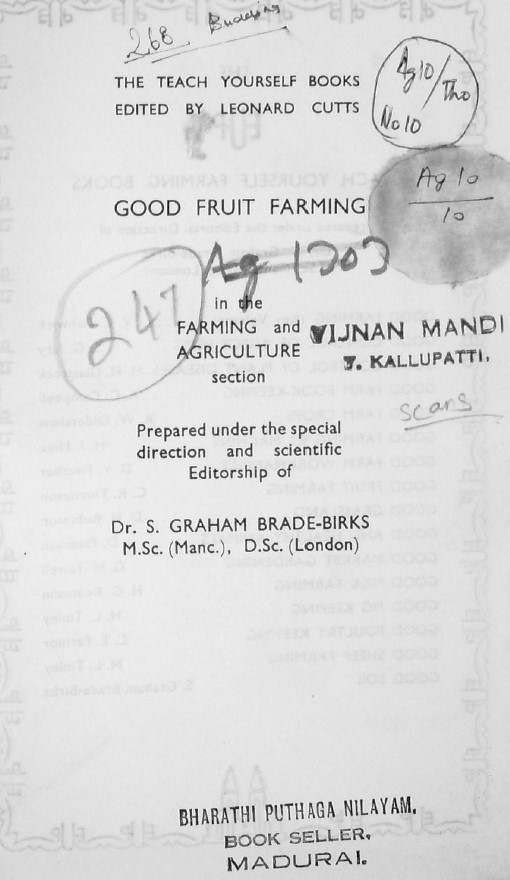 268 Budding
THE TEACH YOURSELF BOOKS
EDITED BY LEONARD CUTTS
Ag10/Tho
No10
Ag 10
10
GOOD FRUIT FARMING
Ag 1303
247
in the
FARMING and
AGRICULTURE
section
VIJNAN MANDI
T. KALLUPATTI.
scans
Prepared under the special
direction and scientific
Editorship of
Dr. S. GRAHAM BRADE-BIRKS
M.Sc. (Manc.), D.Sc. (London)
BHARATHI PUTHAGA NILAYAM,
BOOK SELLER,
MADURAI.